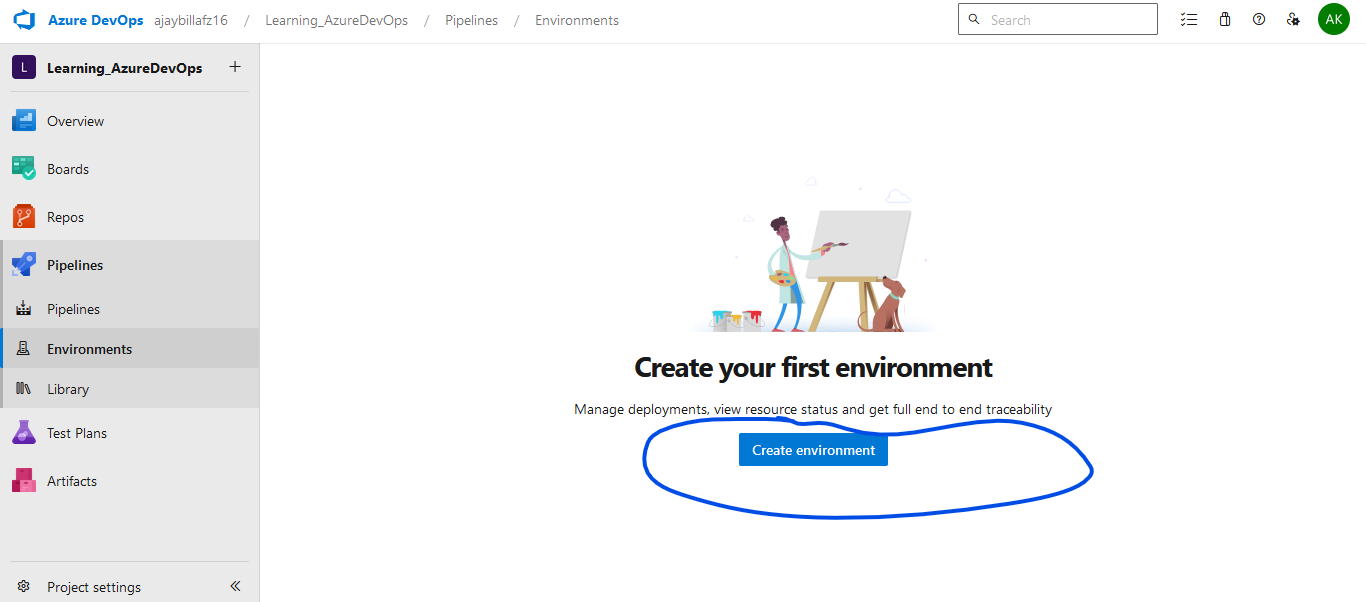 Azure DevOps ajaybillafz16 / Learning_AzureDevOps / Pipelines / Environments Search AK
L Learning_AzureDevOps +
Overview
Boards
Repos
Pipelines
Pipelines
Environments
Library
Test Plans
Artifacts
Project settings
Create your first environment
Manage deployments, view resource status and get full end to end traceability
Create environment